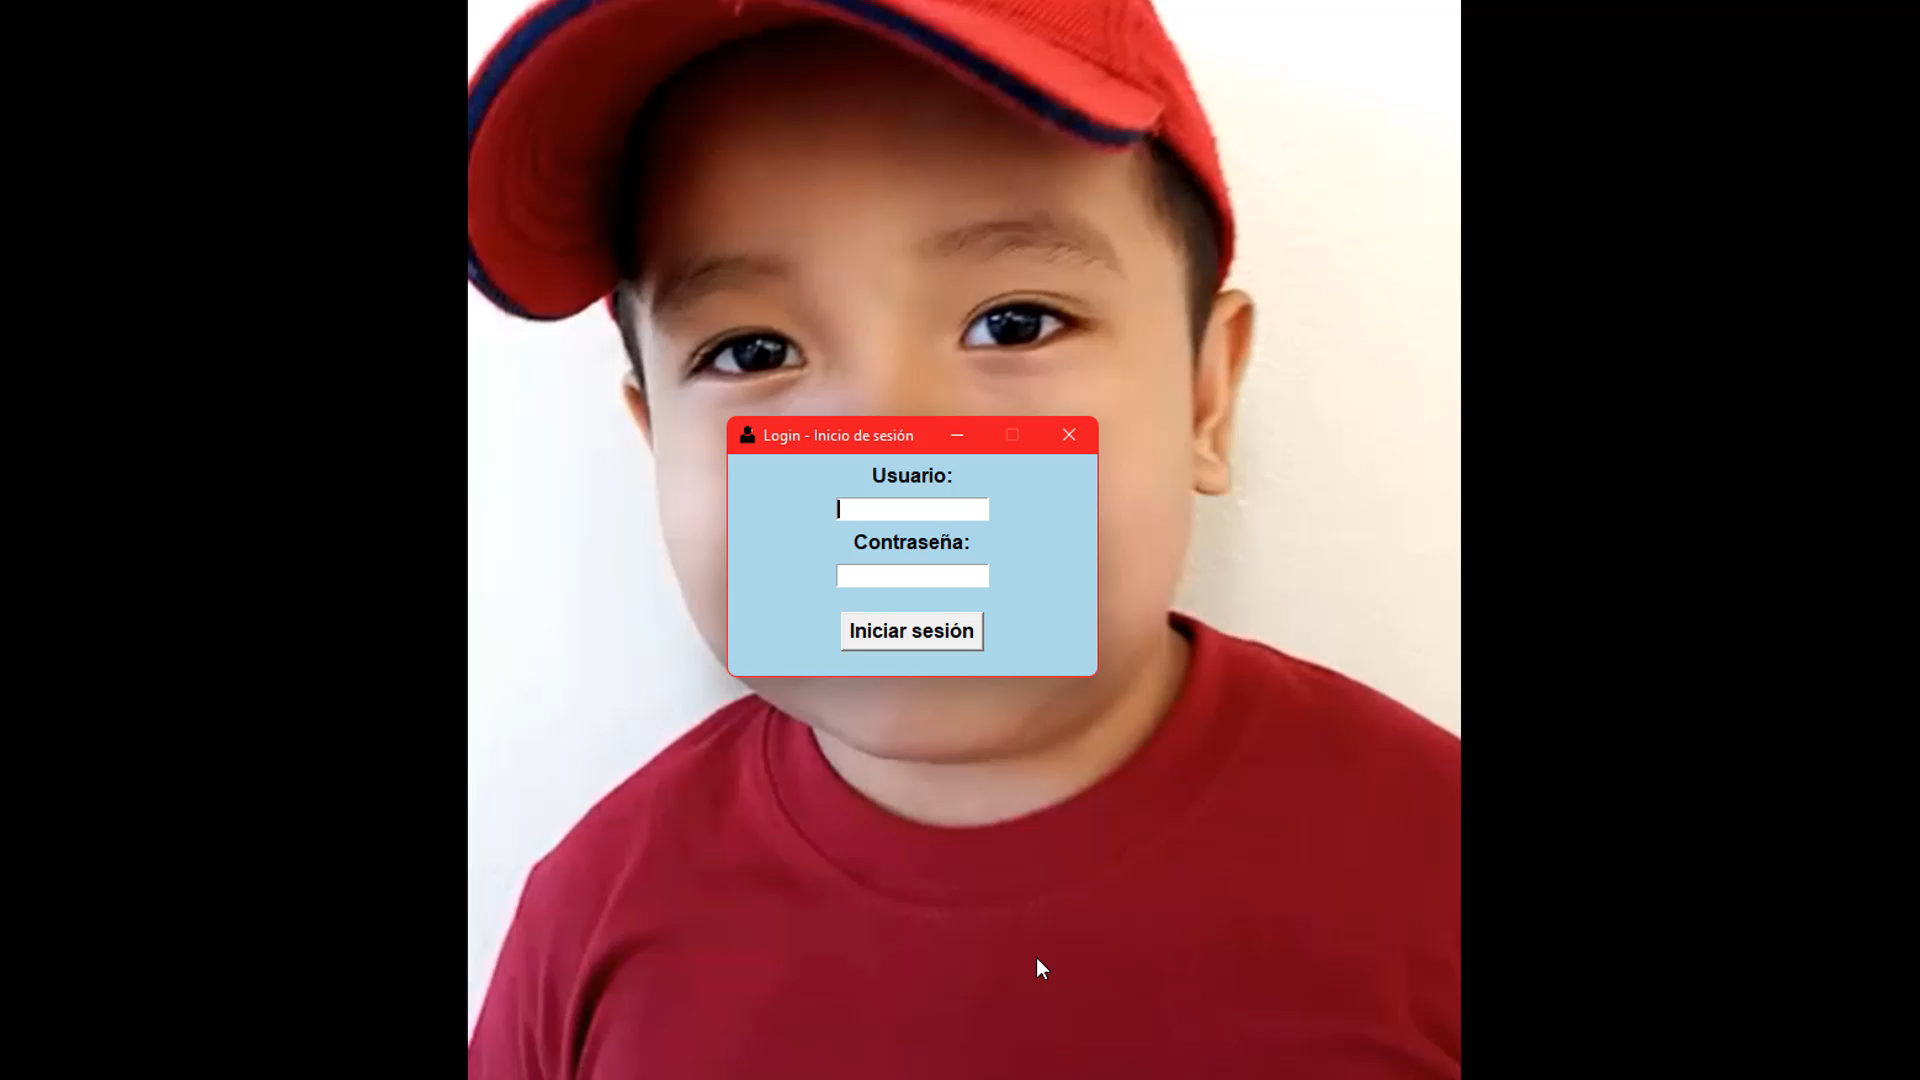 Login - Inicio de sesión
Usuario:
Contraseña:
Iniciar sesión